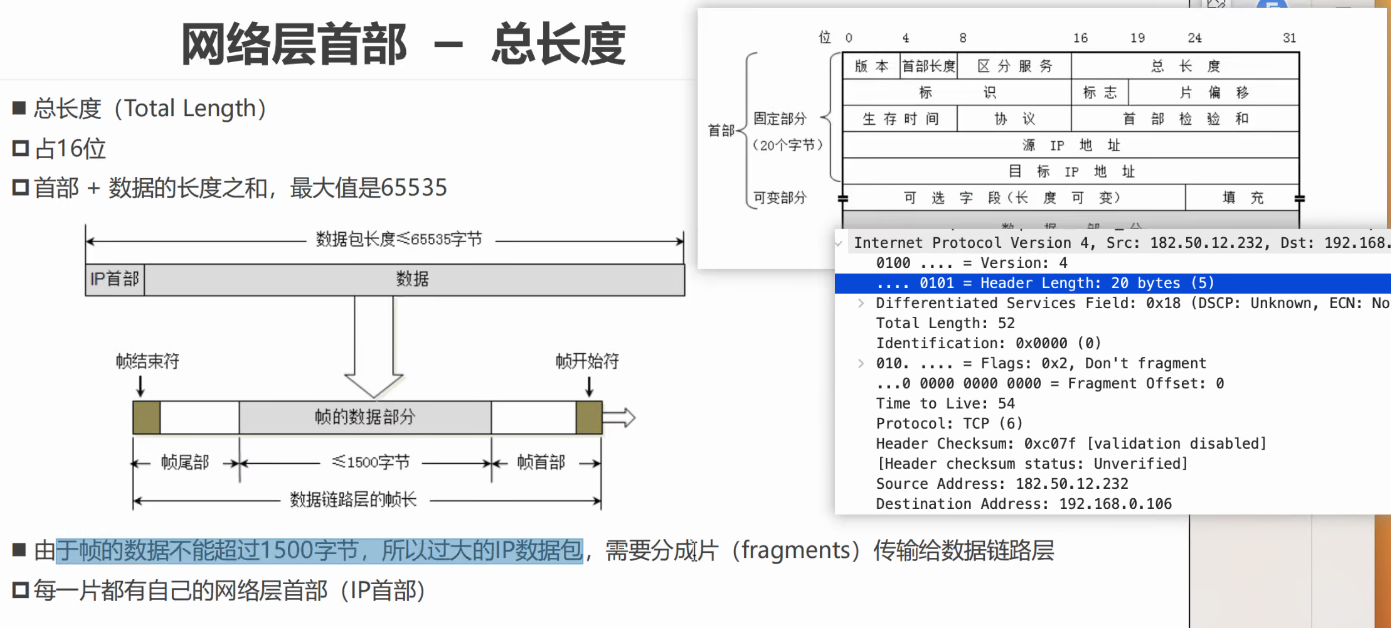 网络层首部 – 总长度
■ 总长度（Total Length）
占16位
首部 + 数据的长度之和，最大值是65535
数据包长度≤65535字节
IP首部 数据
帧结束符 帧开始符
帧的数据部分
帧尾部 ≤1500字节 帧首部
数据链路层的帧长
■ 由于帧的数据不能超过1500字节，所以过大的IP数据包，需要分成片（fragments）传输给数据链路层
每一片都有自己的网络层首部（IP首部）
位 0 4 8 16 19 24 31
版本 首部长度 区分服务 总长度
标识 标志 片偏移
生存时间 协议 首部检验和
源 IP 地址
目标 IP 地址
可选字段(长度可变) 填充
首部
固定部分
(20个字节)
可变部分
Internet Protocol Version 4, Src: 182.50.12.232, Dst: 192.168.
0100 .... = Version: 4
.... 0101 = Header Length: 20 bytes (5)
Differentiated Services Field: 0x18 (DSCP: Unknown, ECN: No
Total Length: 52
Identification: 0x0000 (0)
010. .... = Flags: 0x2, Don't fragment
...0 0000 0000 0000 = Fragment Offset: 0
Time to Live: 54
Protocol: TCP (6)
Header Checksum: 0xc07f [validation disabled]
[Header checksum status: Unverified]
Source Address: 182.50.12.232
Destination Address: 192.168.0.106